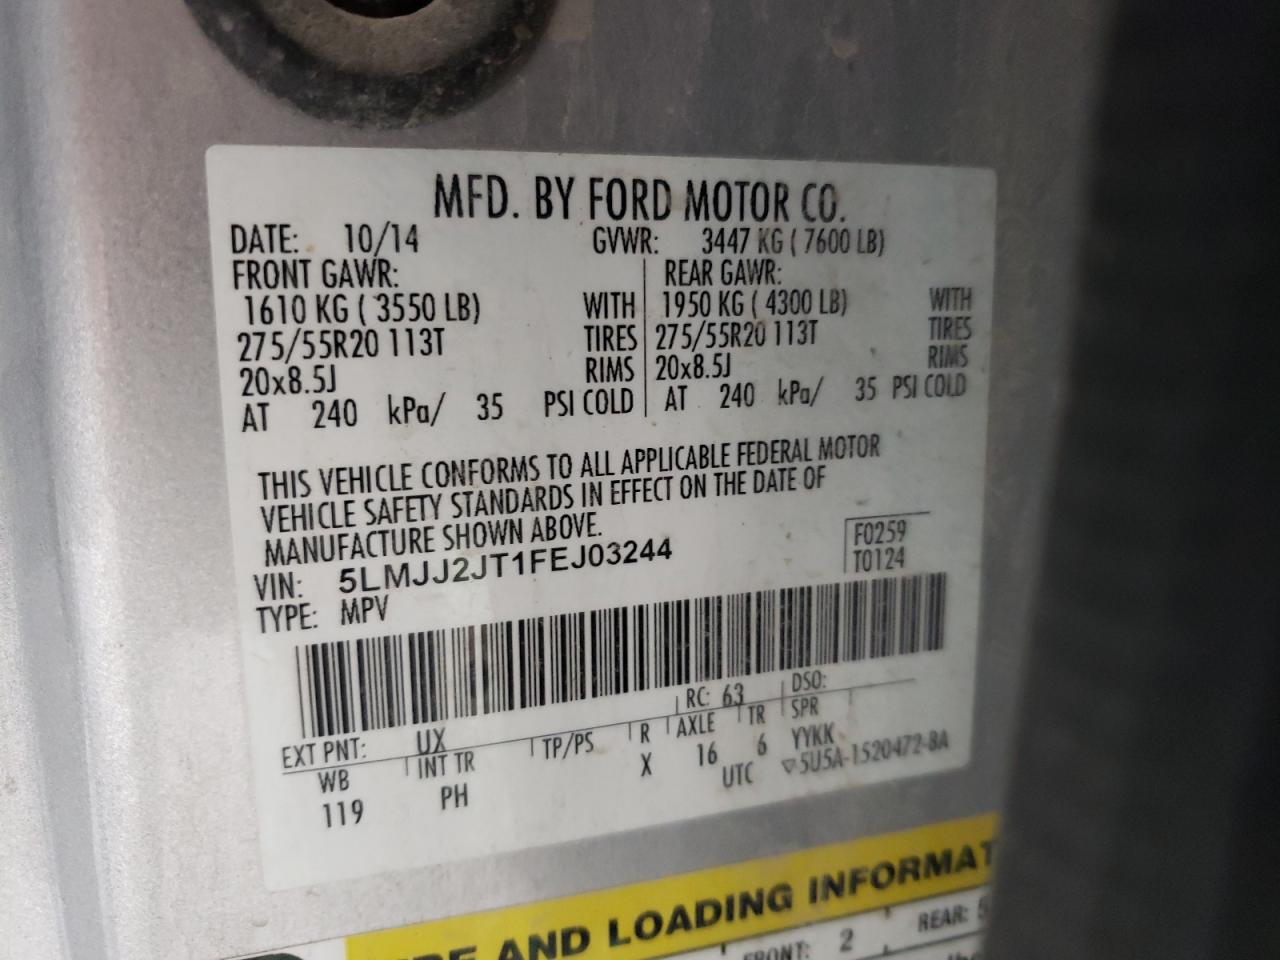 MFD. BY FORD MOTOR CO.
DATE: 10/14 GVWR: 3447 KG ( 7600 LB)
FRONT GAWR: REAR GAWR:
1610 KG ( 3550 LB) WITH 1950 KG ( 4300 LB) WITH
275/55R20 113T TIRES 275/55R20 113T TIRES
20x8.5J RIMS 20x8.5J RIMS
AT 240 kPa/ 35 PSI COLD AT 240 kPa/ 35 PSI COLD
THIS VEHICLE CONFORMS TO ALL APPLICABLE FEDERAL MOTOR
VEHICLE SAFETY STANDARDS IN EFFECT ON THE DATE OF
MANUFACTURE SHOWN ABOVE.
F0259
VIN: 5LMJJ2JT1FEJ03244
T0124
TYPE: MPV
EXT PNT: UX RC: 63 DSO:
WB INT TR TP/PS R AXLE TR SPR
119 PH X 16 6 YYKK
UTC ▽5U5A-1520472-BA
AND LOADING INFORMAT
FRONT: 2 REAR: 5